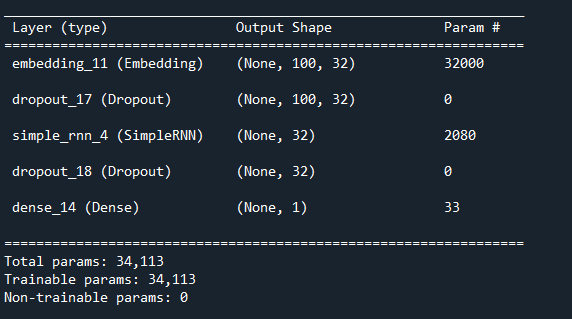 Layer (type) Output Shape Param #
=================================================================
embedding_11 (Embedding) (None, 100, 32) 32000
dropout_17 (Dropout) (None, 100, 32) 0
simple_rnn_4 (SimpleRNN) (None, 32) 2080
dropout_18 (Dropout) (None, 32) 0
dense_14 (Dense) (None, 1) 33
=================================================================
Total params: 34,113
Trainable params: 34,113
Non-trainable params: 0